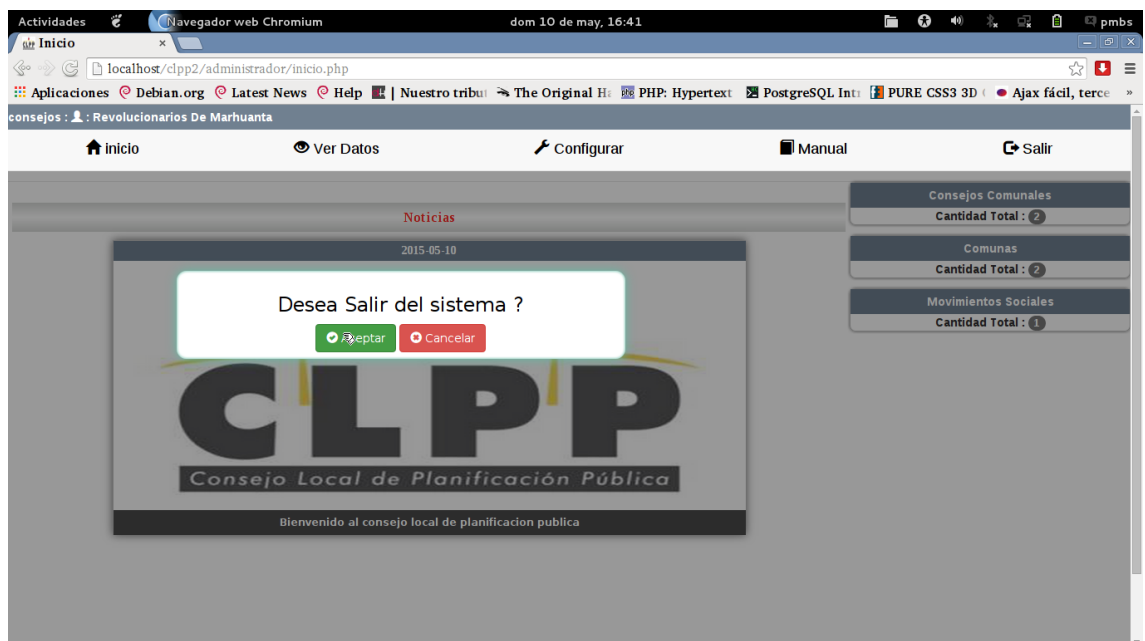 Actividades Navegador web Chromium dom 10 de may, 16:41 pmbs
Inicio
localhost/clpp2/administrador/inicio.php
Aplicaciones Debian.org Latest News Help | Nuestro tribu The Original PHP: Hypertext PostgreSQL PURE CSS3 3D Ajax fácil, terce »
consejos : : Revolucionarios De Marhuanta
inicio Ver Datos Configurar Manual Salir
Noticias
2015-05-10
Desea Salir del sistema ?
Aceptar Cancelar
CLPP
Consejo Local de Planificación Pública
Bienvenido al consejo local de planificacion publica
Consejos Comunales
Cantidad Total : 2
Comunas
Cantidad Total : 2
Movimientos Sociales
Cantidad Total : 1